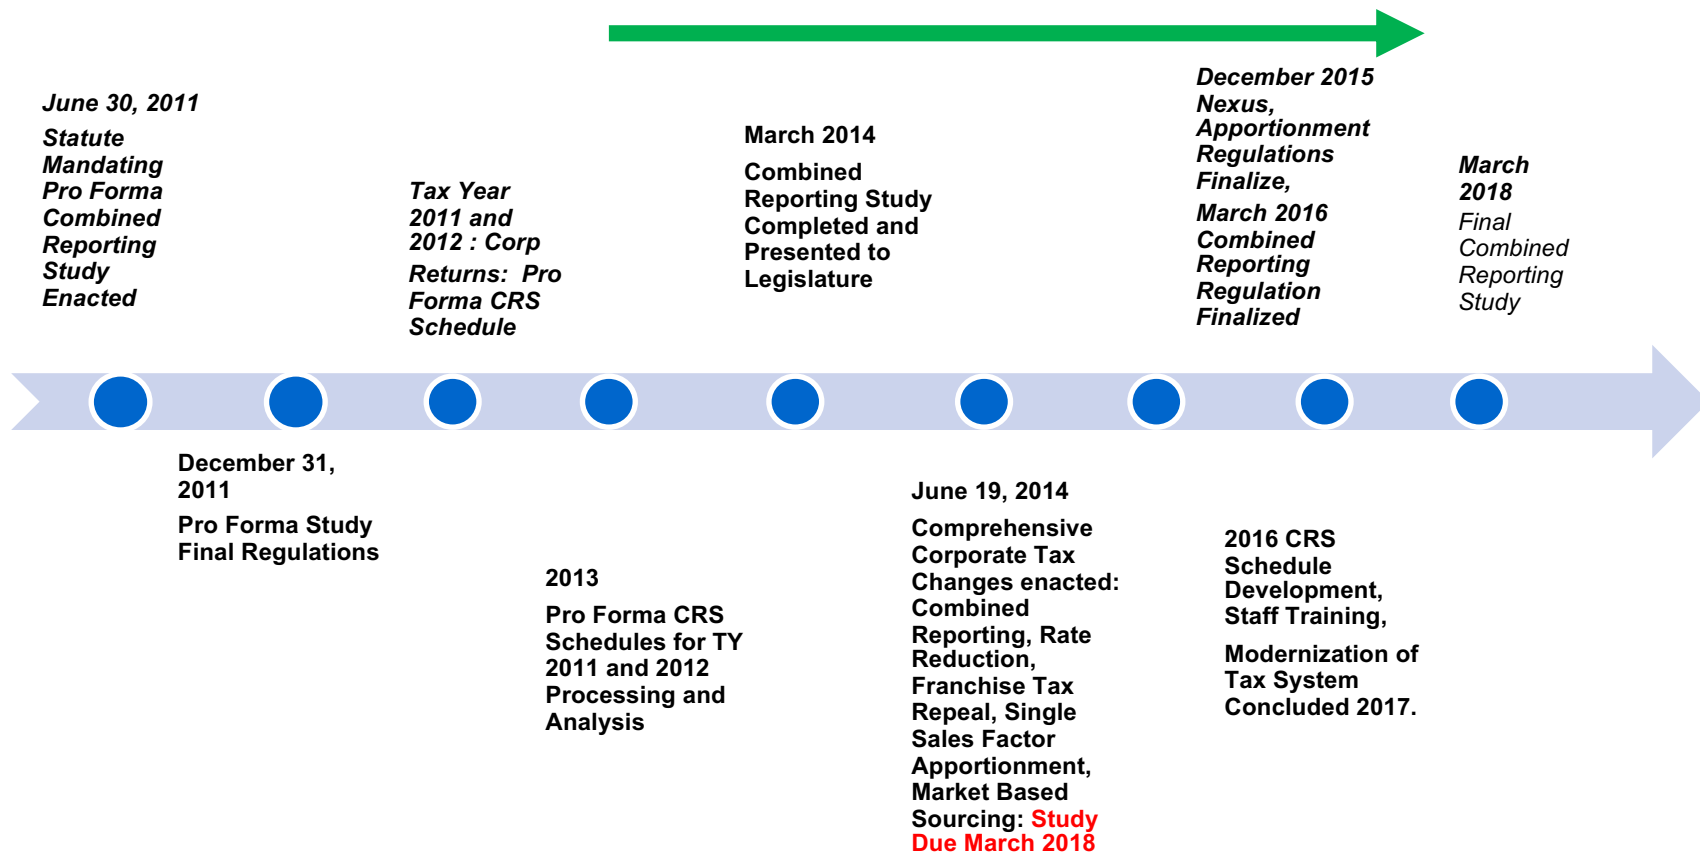 June 30, 2011
Statute
Mandating
Pro Forma
Combined
Reporting
Study
Enacted
December 31,
2011
Pro Forma Study
Final Regulations
Tax Year
2011 and
2012 : Corp
Returns: Pro
Forma CRS
Schedule
2013
Pro Forma CRS
Schedules for TY
2011 and 2012
Processing and
Analysis
March 2014
Combined
Reporting Study
Completed and
Presented to
Legislature
June 19, 2014
Comprehensive
Corporate Tax
Changes enacted:
Combined
Reporting, Rate
Reduction,
Franchise Tax
Repeal, Single
Sales Factor
Apportionment,
Market Based
Sourcing: Study
Due March 2018
December 2015
Nexus,
Apportionment
Regulations
Finalize,
March 2016
Combined
Reporting
Regulation
Finalized
2016 CRS
Schedule
Development,
Staff Training,
Modernization of
Tax System
Concluded 2017.
March
2018
Final
Combined
Reporting
Study